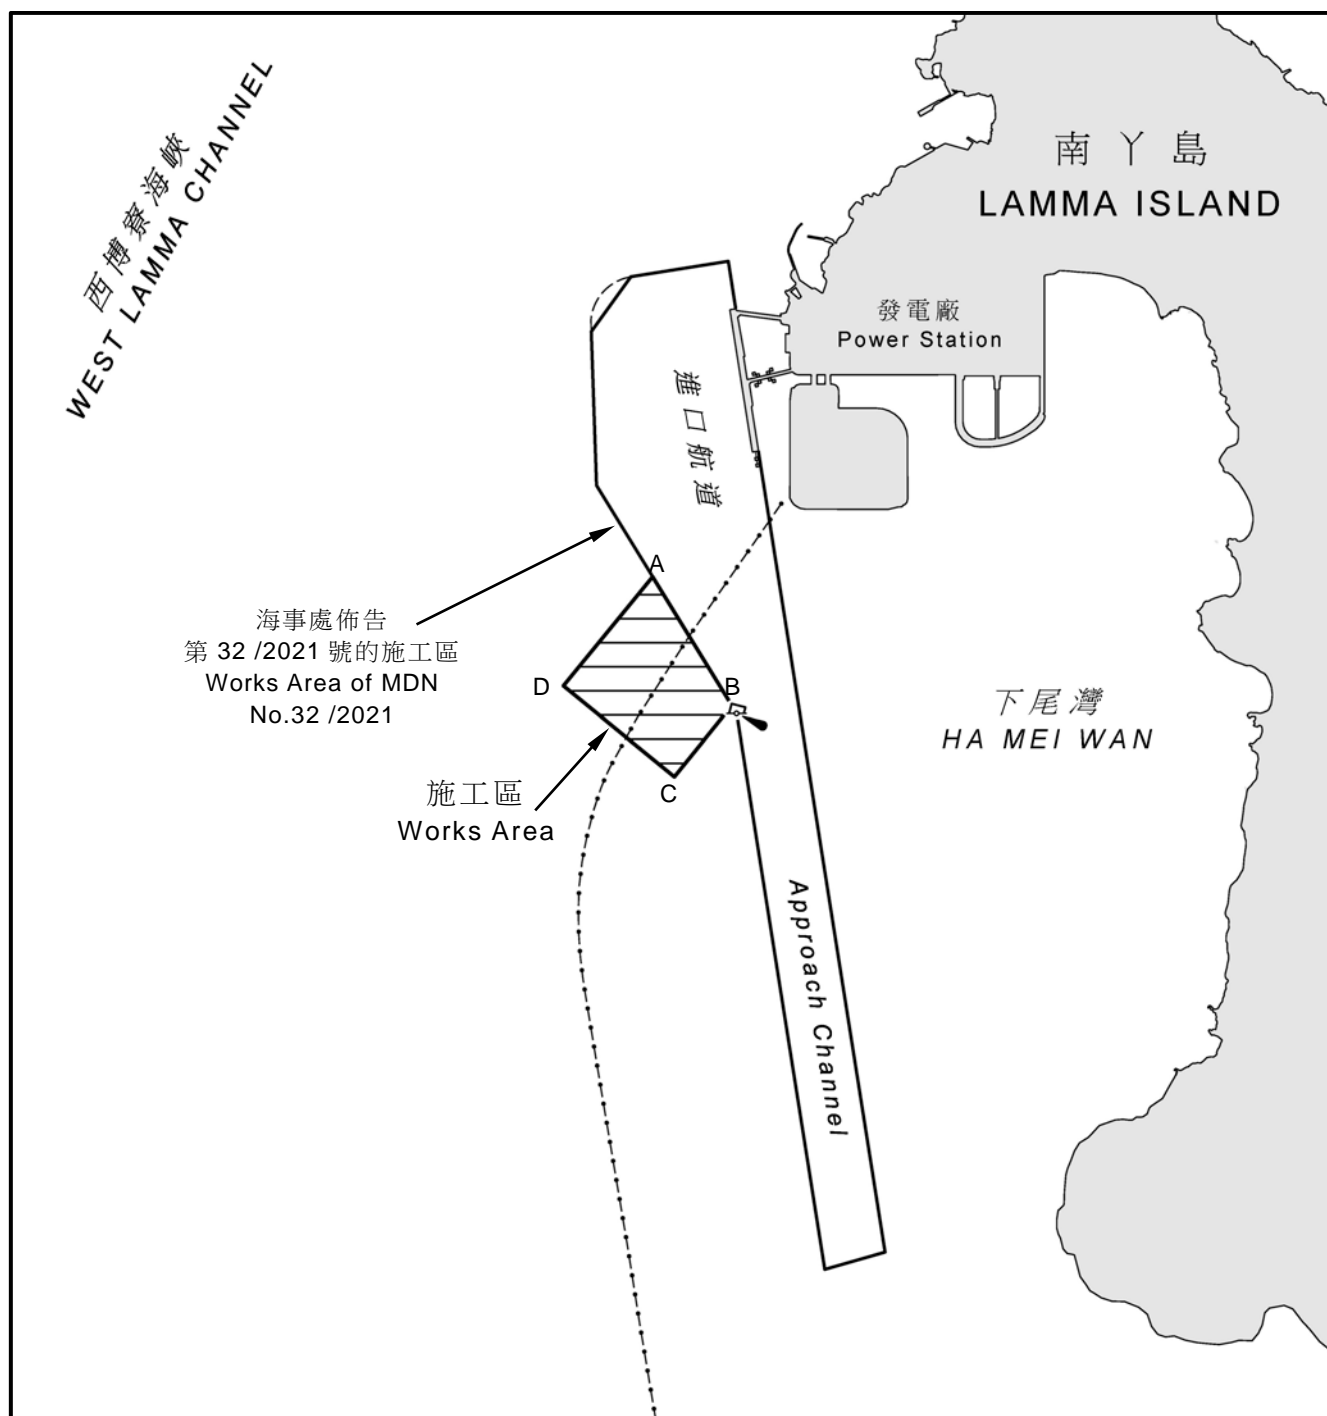 西博寮海峽
WEST LAMMA CHANNEL
南丫島
LAMMA ISLAND
發電廠
Power Station
進口航道
A
海事處佈告
第 32 /2021 號的施工區
Works Area of MDN
No.32 /2021
D
B
下尾灣
HA MEI WAN
施工區
Works Area
C
Approach Channel